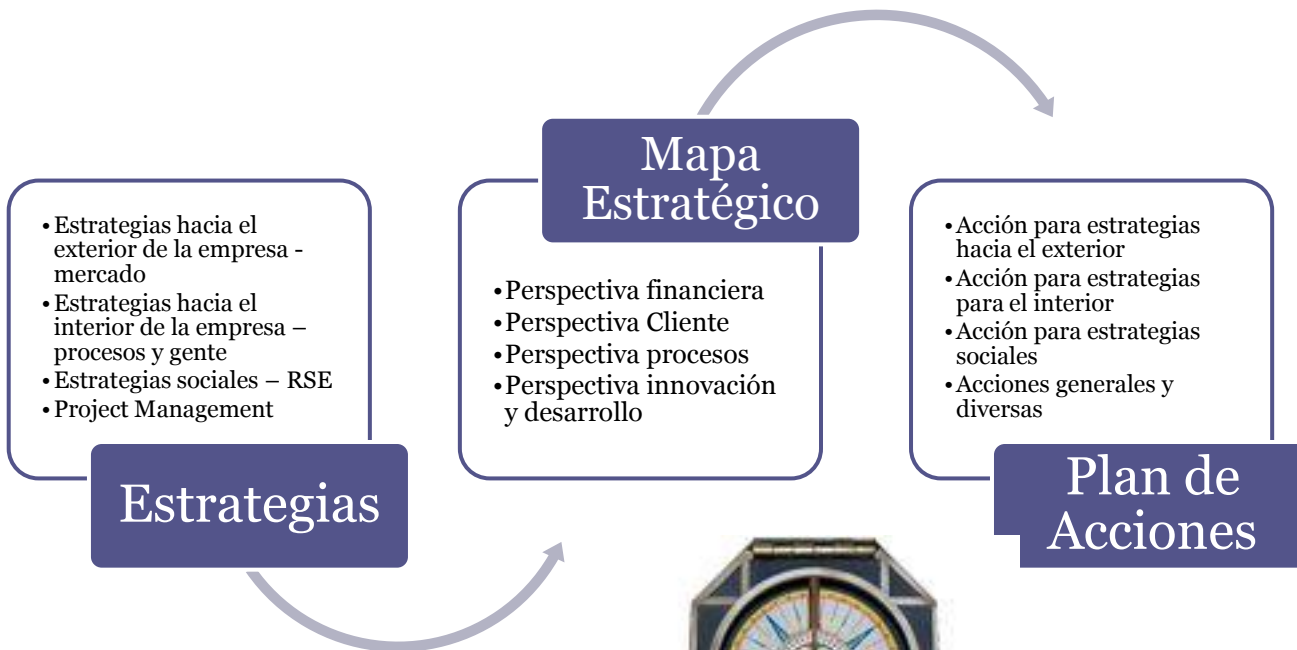 • Estrategias hacia el
exterior de la empresa -
mercado
• Estrategias hacia el
interior de la empresa –
procesos y gente
• Estrategias sociales – RSE
• Project Management
Estrategias
Mapa
Estratégico
• Perspectiva financiera
• Perspectiva Cliente
• Perspectiva procesos
• Perspectiva innovación
y desarrollo
• Acción para estrategias
hacia el exterior
• Acción para estrategias
para el interior
• Acción para estrategias
sociales
• Acciones generales y
diversas
Plan de
Acciones